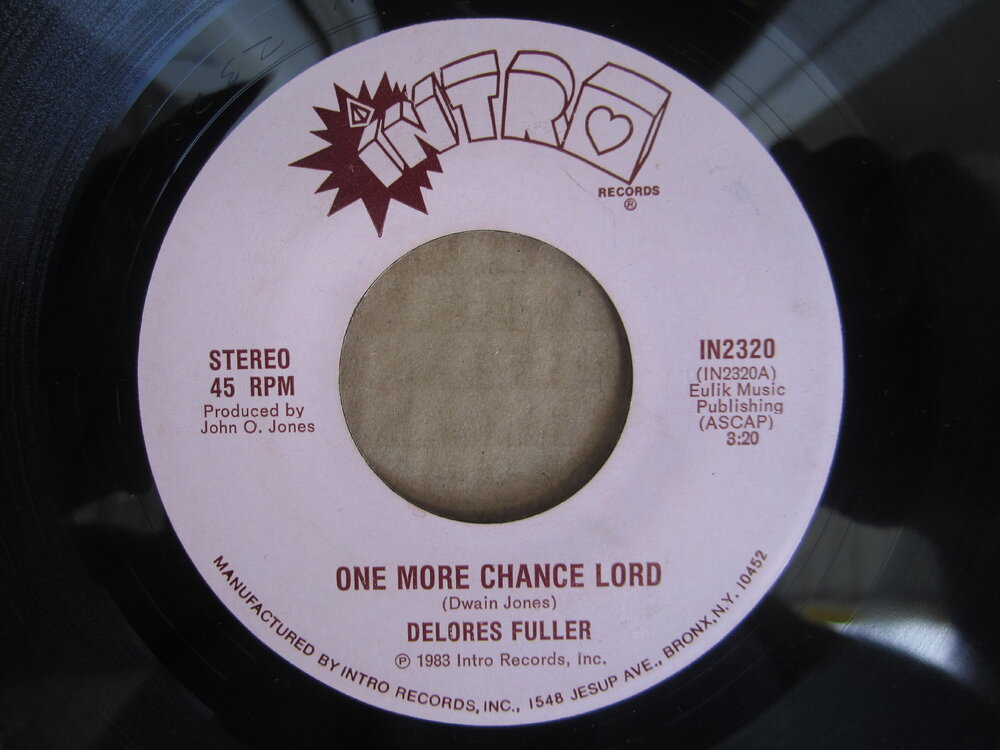 INTRO
RECORDS
®
STEREO
45 RPM
Produced by
John O. Jones
IN2320
(IN2320A)
Eulik Music
Publishing
(ASCAP)
3:20
ONE MORE CHANCE LORD
(Dwain Jones)
DELORES FULLER
℗ 1983 Intro Records, Inc.
MANUFACTURED BY INTRO RECORDS, INC., 1548 JESUP AVE., BRONX, N.Y. 10452